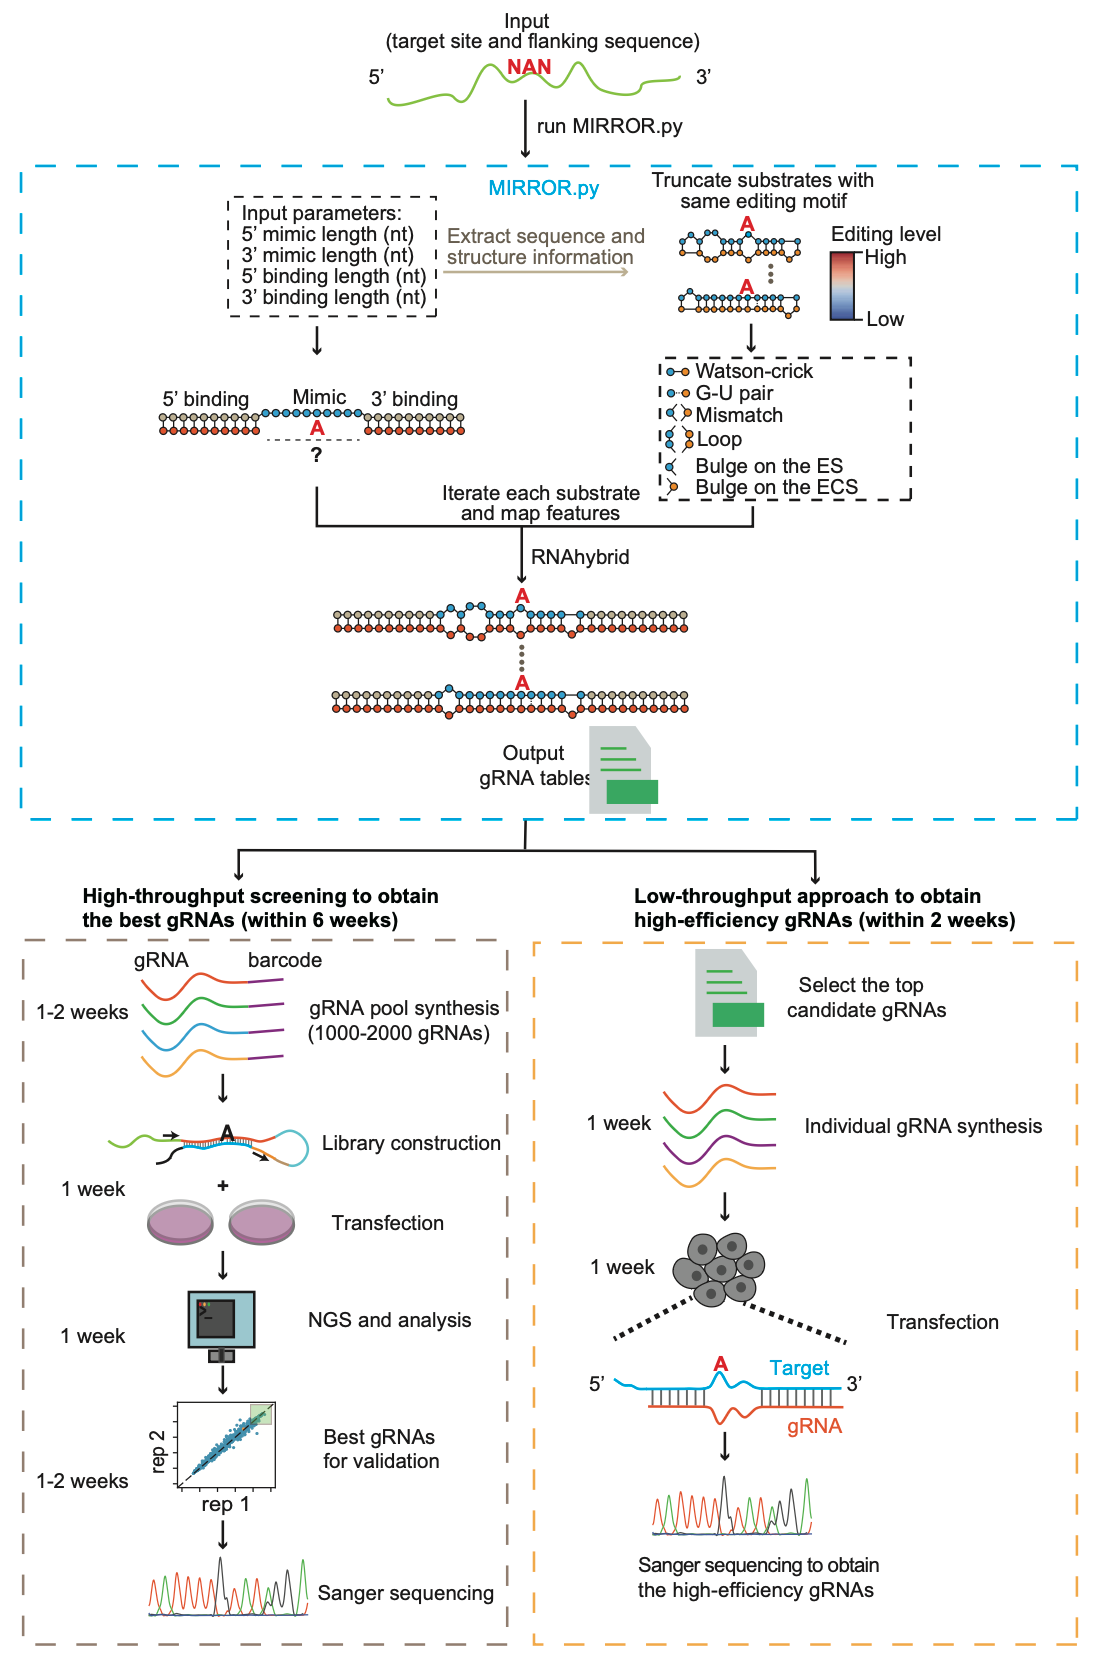 Input
(target site and flanking sequence)
5’
NAN
3’
run MIRROR.py
MIRROR.py
Input parameters:
5’ mimic length (nt)
3’ mimic length (nt)
5’ binding length (nt)
3’ binding length (nt)
Extract sequence and
structure information
Truncate substrates with
same editing motif
A
A
Editing level
High
Low
5’ binding
Mimic
3’ binding
A
?
Watson-crick
G-U pair
Mismatch
Loop
Bulge on the ES
Bulge on the ECS
Iterate each substrate
and map features
RNAhybrid
A
A
Output
gRNA tables
High-throughput screening to obtain
the best gRNAs (within 6 weeks)
gRNA
barcode
1-2 weeks
gRNA pool synthesis
(1000-2000 gRNAs)
A
Library construction
1 week
+
Transfection
>_
1 week
NGS and analysis
rep 2
rep 1
1-2 weeks
Best gRNAs
for validation
Sanger sequencing
Low-throughput approach to obtain
high-efficiency gRNAs (within 2 weeks)
Select the top
candidate gRNAs
1 week
Individual gRNA synthesis
1 week
Transfection
A
Target
5’
3’
gRNA
Sanger sequencing to obtain
the high-efficiency gRNAs